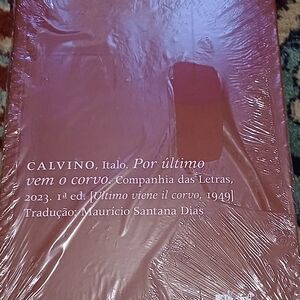 CALVINO, Italo. Por último
vem o corvo. Companhia das Letras,
2023. 1ª ed. [Ultimo viene il corvo, 1949]
Tradução: Maurício Santana Dias